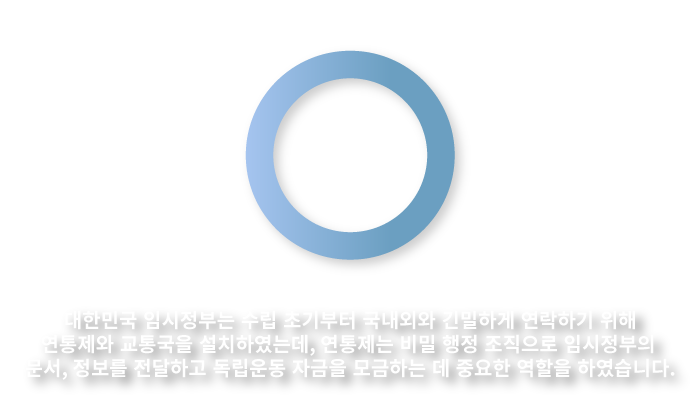 대한민국 임시정부는 수립 초기부터 국내외와 긴밀하게 연락하기 위해
연통제와 교통국을 설치하였는데, 연통제는 비밀 행정 조직으로 임시정부의
문서, 정보를 전달하고 독립운동 자금을 모금하는 데 중요한 역할을 하였습니다.